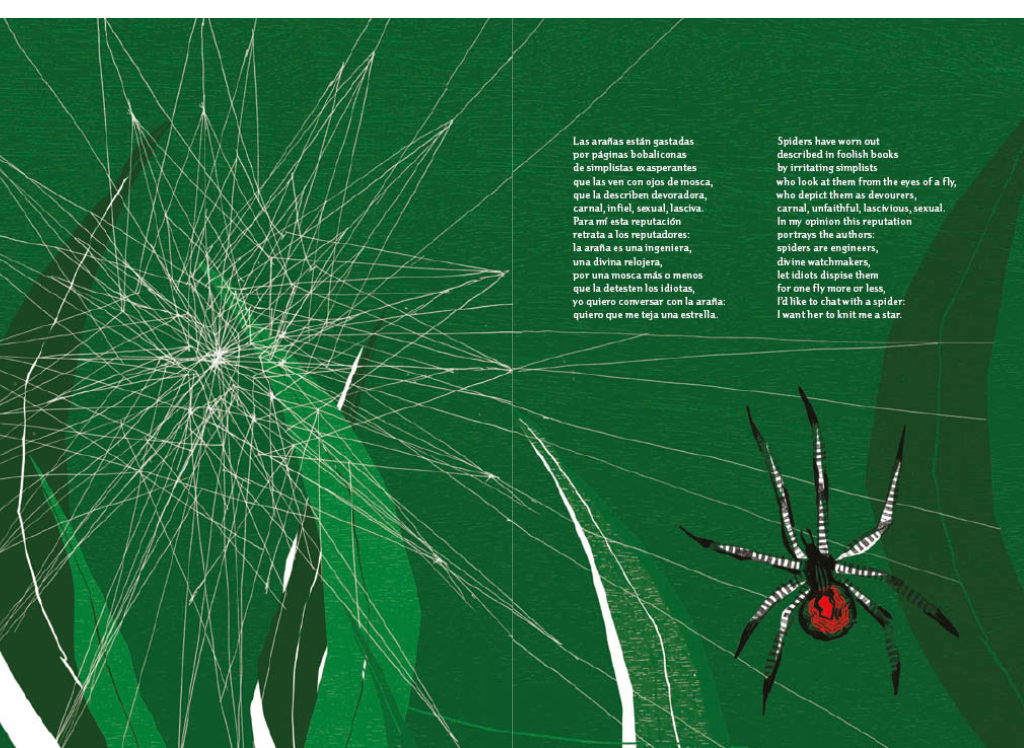 Las arañas están gastadas
por páginas bobaliconas
de simplistas exasperantes
que las ven con ojos de mosca,
que la describen devoradora,
carnal, infiel, sexual, lasciva.
Para mí esta reputación
retrata a los reputadores:
la araña es una ingeniera,
una divina relojera,
por una mosca más o menos
que la detesten los idiotas,
yo quiero conversar con la araña:
quiero que me teja una estrella.
Spiders have worn out
described in foolish books
by irritating simplists
who look at them from the eyes of a fly,
who depict them as devourers,
carnal, unfaithful, lascivious, sexual.
In my opinion this reputation
portrays the authors:
spiders are engineers,
divine watchmakers,
let idiots dispise them
for one fly more or less,
I'd like to chat with a spider:
I want her to knit me a star.